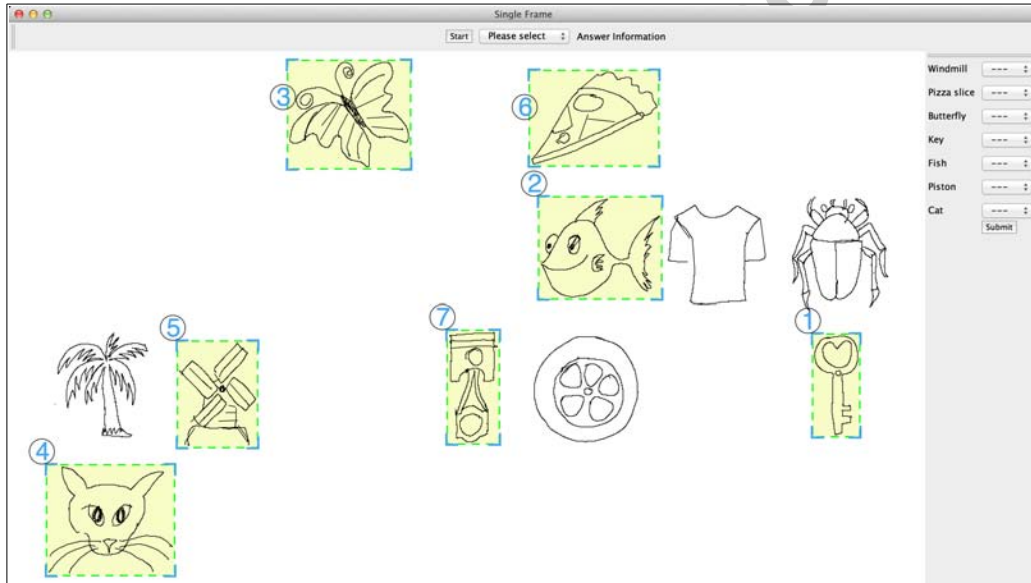 Single Frame
Start Please select Answer Information
Windmill ---
Pizza slice ---
Butterfly ---
Key ---
Fish ---
Piston ---
Cat ---
Submit
3
6
2
7
1
5
4